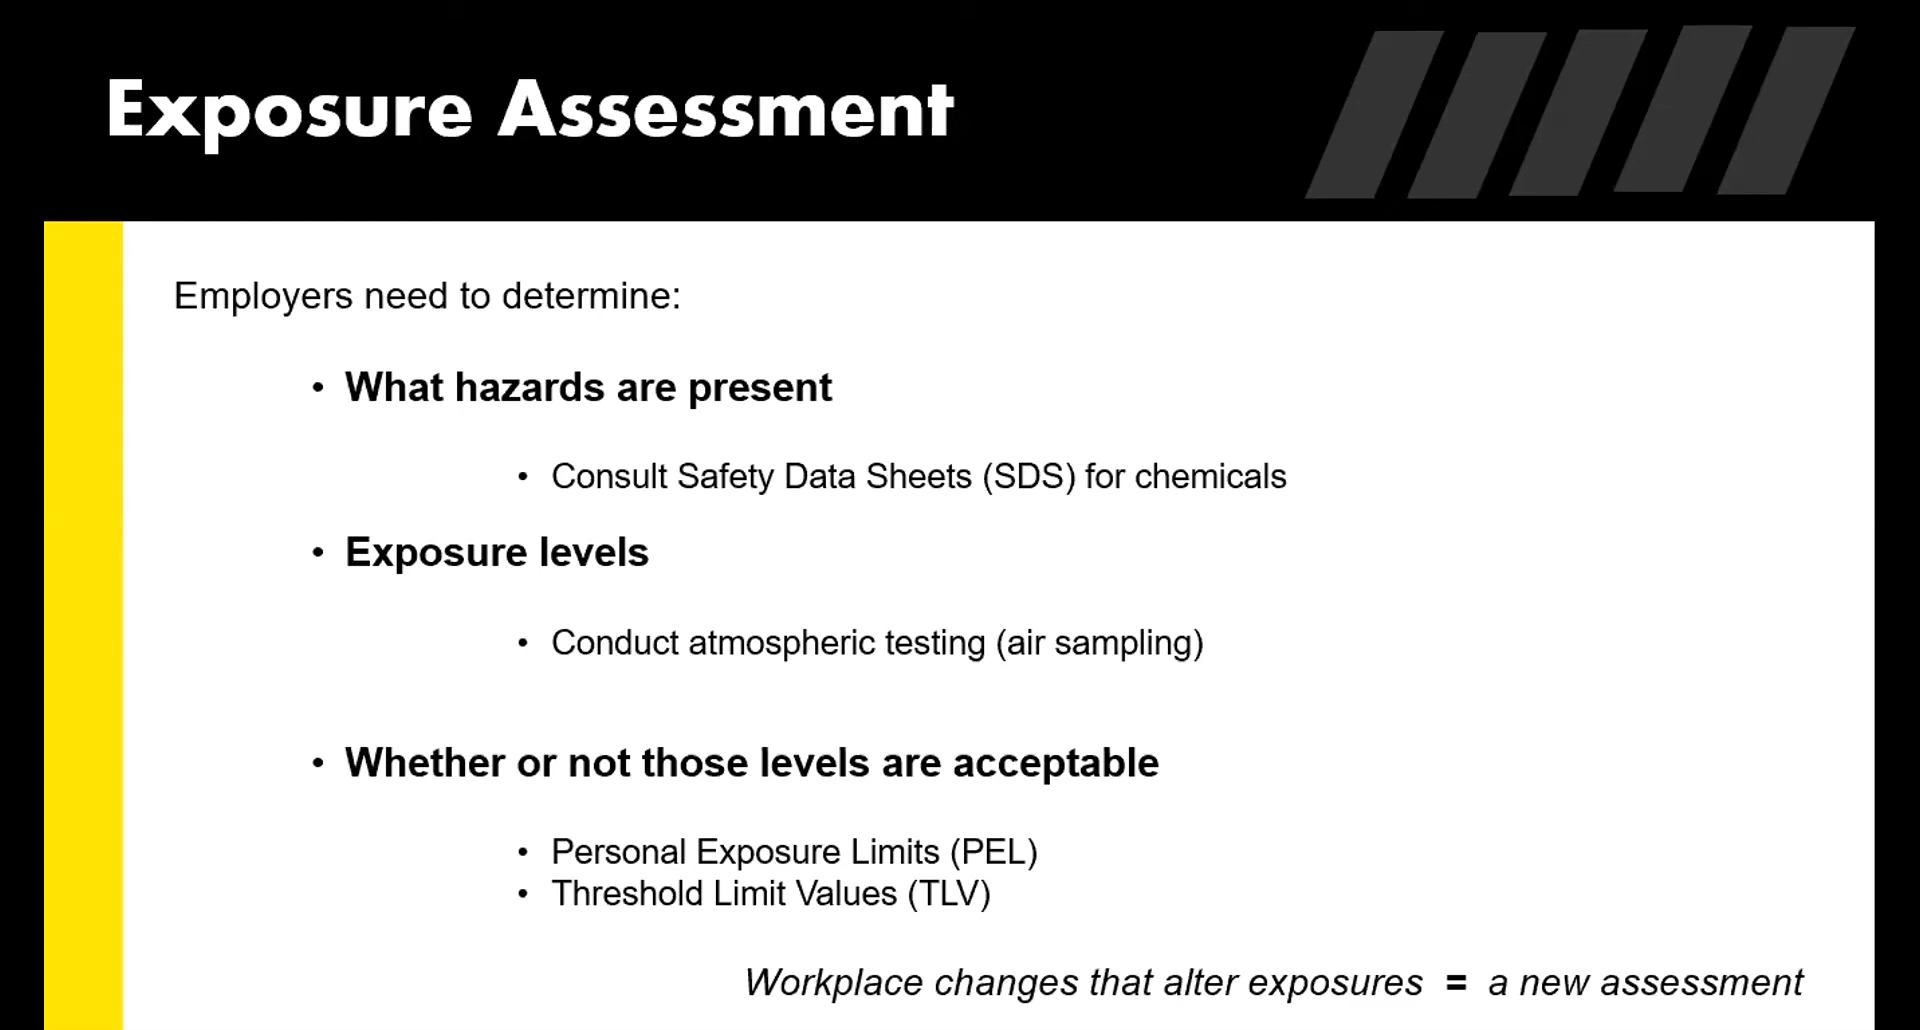 Exposure Assessment
Employers need to determine:
• What hazards are present
• Consult Safety Data Sheets (SDS) for chemicals
• Exposure levels
• Conduct atmospheric testing (air sampling)
• Whether or not those levels are acceptable
• Personal Exposure Limits (PEL)
• Threshold Limit Values (TLV)
Workplace changes that alter exposures = a new assessment